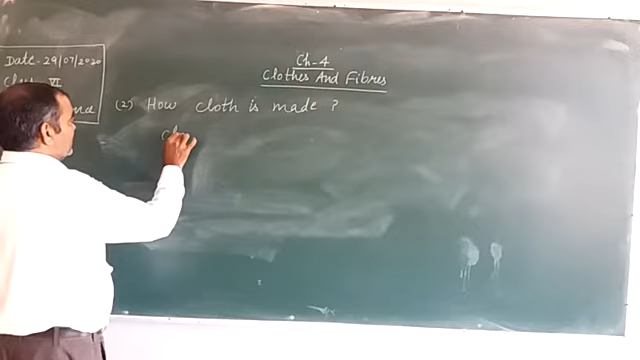 Date-29/07/2020
Class-VI
Ch-4
Clothes And Fibres
(2) How cloth is made ?